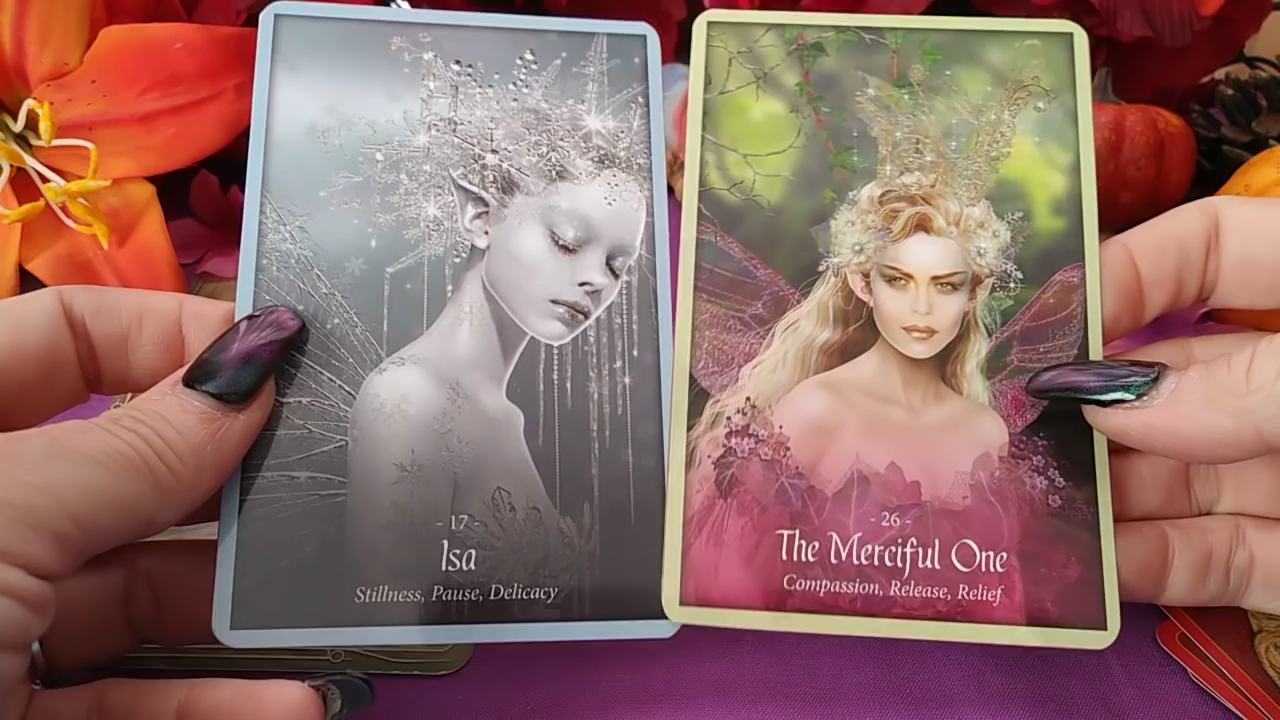 - 17 -
Isa
Stillness, Pause, Delicacy
- 26 -
The Merciful One
Compassion, Release, Relief